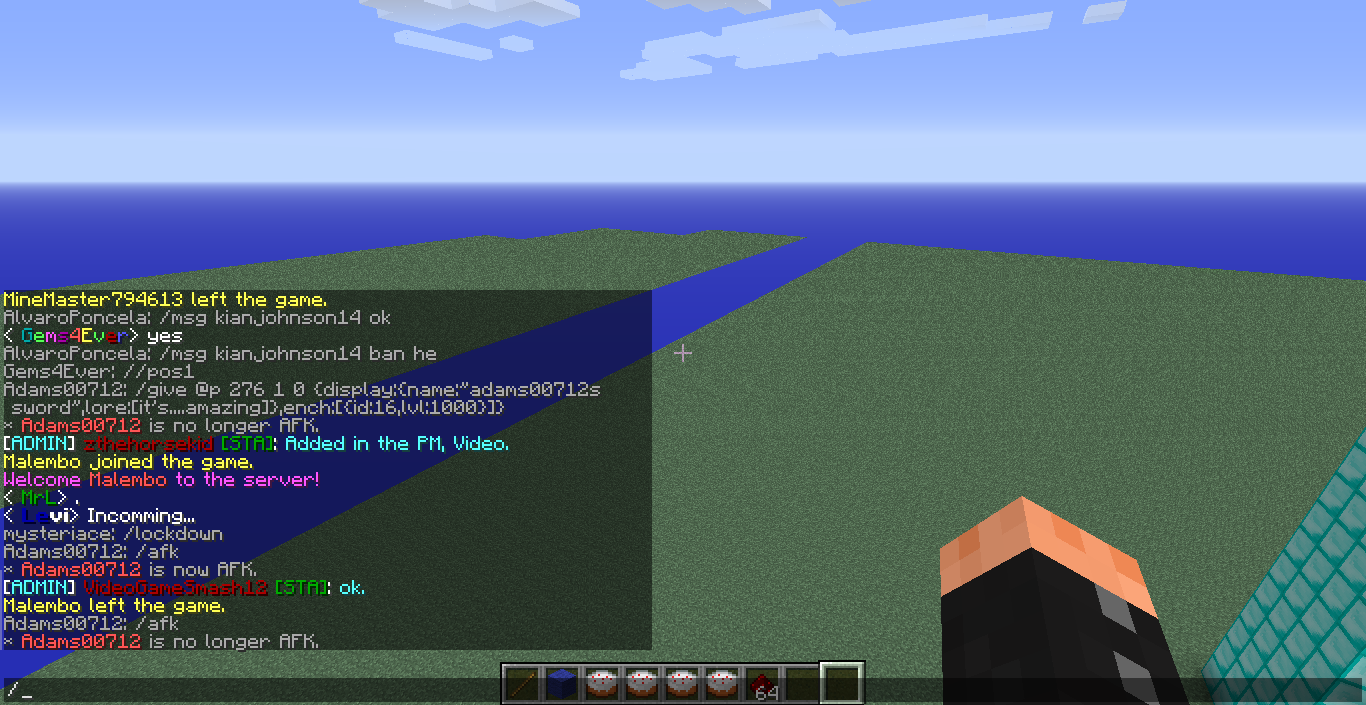 MineMaster794613 left the game.
AlvaroPoncela: /msg kianjohnson14 ok
< Gems4Ever> yes
AlvaroPoncela: /msg kianjohnson14 ban he
Gems4Ever: //pos1
Adams00712: /give @p 276 1 0 {display:{name:"adams00712s
sword",lore:[it's....amazing]},ench:[{id:16,lvl:1000}]}
* Adams00712 is no longer AFK.
[ADMIN] zthehorsekid [STA]: Added in the PM, Video.
Malembo joined the game.
Welcome Malembo to the server!
< MrL> .
< Levi> Incomming...
mysteriace: /lockdown
Adams00712: /afk
* Adams00712 is now AFK.
[ADMIN] VideoGameSmash12 [STA]: ok.
Malembo left the game.
Adams00712: /afk
* Adams00712 is no longer AFK.
64
/_